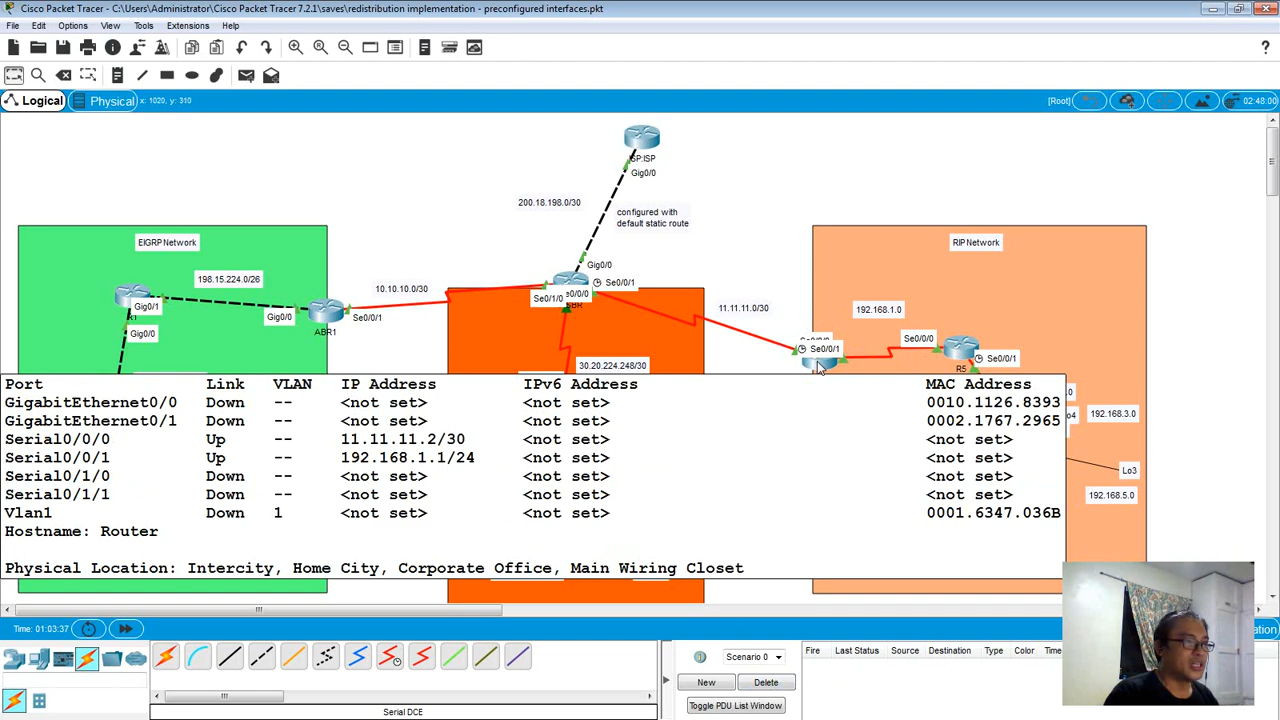 Cisco Packet Tracer - C:\Users\Administrator\Cisco Packet Tracer 7.2.1\saves\redistribution implementation - preconfigured interfaces.pkt
File Edit Options View Tools Extensions Help
Logical Physical x: 1020, y: 310 [Root] 02:48:00
SP:ISP
Gig0/0
200.18.198.0/30
configured with
default static route
EIGRP Network
RIP Network
Gig0/0
198.15.224.0/26
10.10.10.0/30
Se0/0/1
Se0/1/0
Gig0/1
Gig0/0
ABR1
Se0/0/1
11.11.11.0/30
192.168.1.0
Gig0/0
Se0/0/1
Se0/0/0
R5
Se0/0/1
30.20.224.248/30
Port Link VLAN IP Address IPv6 Address MAC Address
GigabitEthernet0/0 Down -- <not set> <not set> 0010.1126.8393
GigabitEthernet0/1 Down -- <not set> <not set> 0002.1767.2965
Serial0/0/0 Up -- 11.11.11.2/30 <not set> <not set>
Serial0/0/1 Up -- 192.168.1.1/24 <not set> <not set>
Serial0/1/0 Down -- <not set> <not set> <not set>
Serial0/1/1 Down -- <not set> <not set> <not set>
Vlan1 Down 1 <not set> <not set> 0001.6347.036B
Hostname: Router
Physical Location: Intercity, Home City, Corporate Office, Main Wiring Closet
192.168.3.0
Lo3
192.168.5.0
Time: 01:03:37
Scenario 0
New Delete
Toggle PDU List Window
Fire Last Status Source Destination Type Color Time
Serial DCE